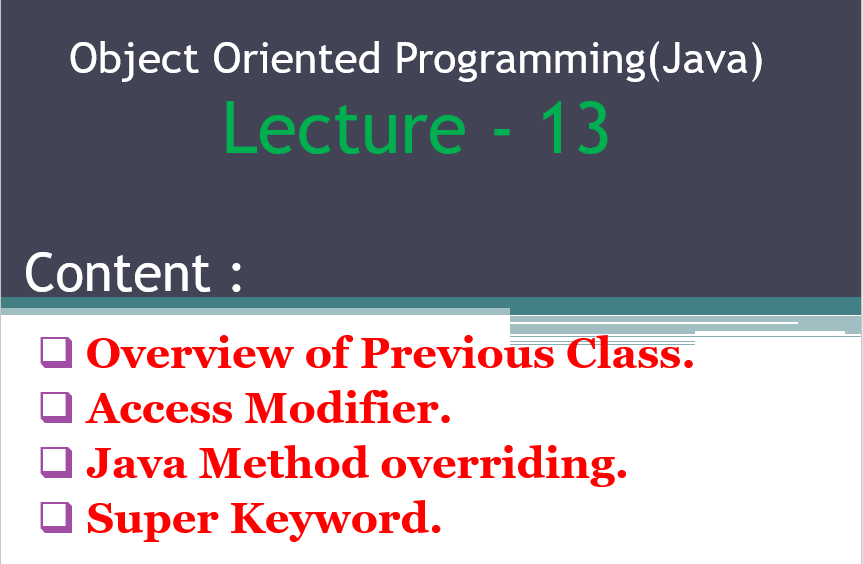 Object Oriented Programming(Java)
Lecture - 13
Content :
Overview of Previous Class.
Access Modifier.
Java Method overriding.
Super Keyword.